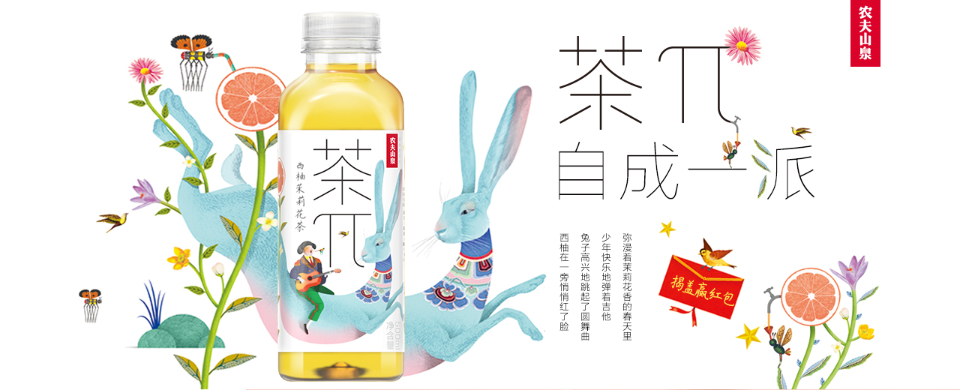 农夫山泉
茶π
自成一派
弥漫着茉莉花香的春天里
少年快乐地弹着吉他
兔子高兴地跳起了圆舞曲
西柚在一旁悄悄红了脸
揭盖赢红包
农夫山泉
茶π
西柚茉莉花茶
净含量